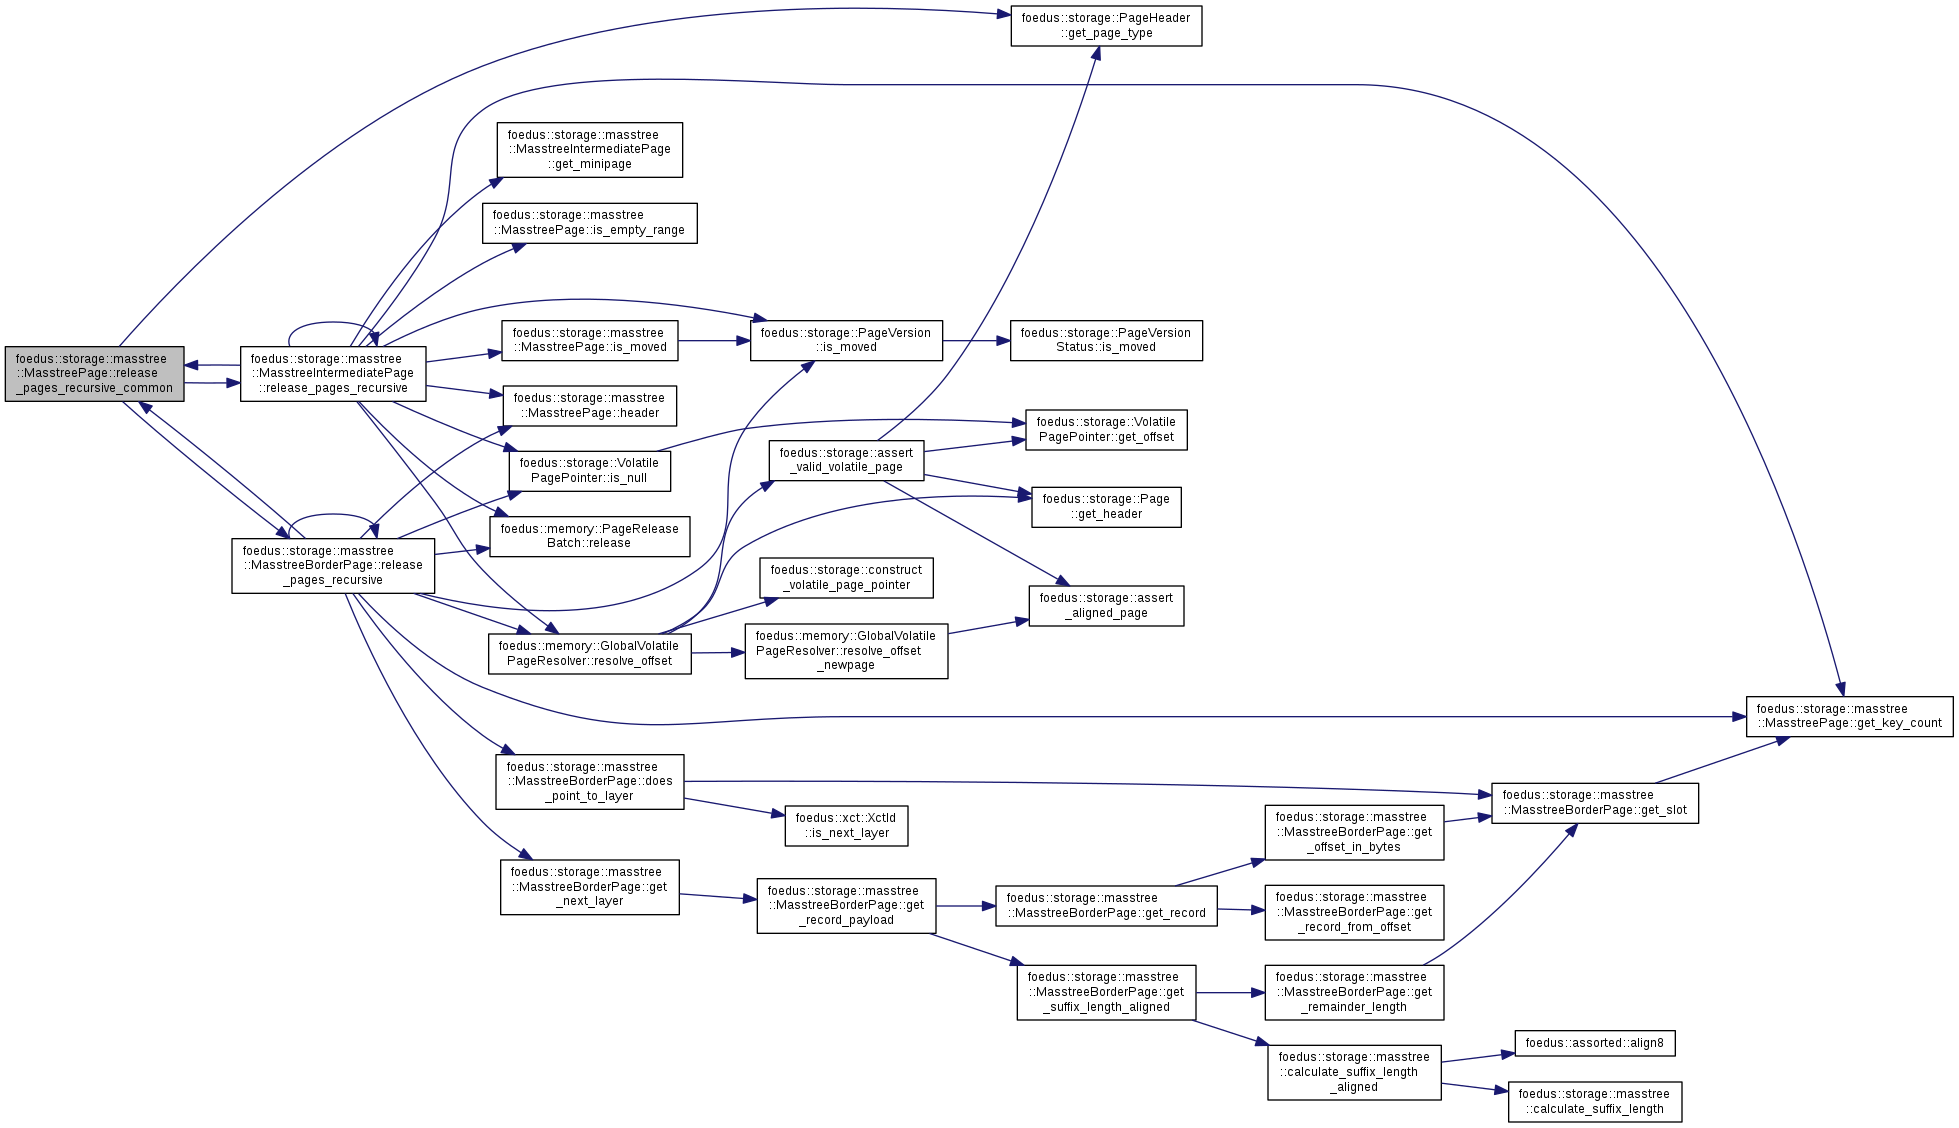 foedus::storage::PageHeader
::get_page_type
foedus::storage::masstree
::MasstreeIntermediatePage
::get_minipage
foedus::storage::masstree
::MasstreePage::is_empty_range
foedus::storage::masstree
::MasstreePage::release
_pages_recursive_common
foedus::storage::masstree
::MasstreeIntermediatePage
::release_pages_recursive
foedus::storage::masstree
::MasstreePage::is_moved
foedus::storage::PageVersion
::is_moved
foedus::storage::PageVersion
Status::is_moved
foedus::storage::masstree
::MasstreePage::header
foedus::storage::Volatile
PagePointer::get_offset
foedus::storage::assert
_valid_volatile_page
foedus::storage::Volatile
PagePointer::is_null
foedus::storage::Page
::get_header
foedus::memory::PageRelease
Batch::release
foedus::storage::masstree
::MasstreeBorderPage::release
_pages_recursive
foedus::storage::construct
_volatile_page_pointer
foedus::storage::assert
_aligned_page
foedus::memory::GlobalVolatile
PageResolver::resolve_offset
foedus::memory::GlobalVolatile
PageResolver::resolve_offset
_newpage
foedus::storage::masstree
::MasstreePage::get_key_count
foedus::storage::masstree
::MasstreeBorderPage::does
_point_to_layer
foedus::storage::masstree
::MasstreeBorderPage::get_slot
foedus::xct::XctId
::is_next_layer
foedus::storage::masstree
::MasstreeBorderPage::get
_offset_in_bytes
foedus::storage::masstree
::MasstreeBorderPage::get
_next_layer
foedus::storage::masstree
::MasstreeBorderPage::get
_record_payload
foedus::storage::masstree
::MasstreeBorderPage::get_record
foedus::storage::masstree
::MasstreeBorderPage::get
_record_from_offset
foedus::storage::masstree
::MasstreeBorderPage::get
_suffix_length_aligned
foedus::storage::masstree
::MasstreeBorderPage::get
_remainder_length
foedus::storage::masstree
::calculate_suffix_length
_aligned
foedus::assorted::align8
foedus::storage::masstree
::calculate_suffix_length